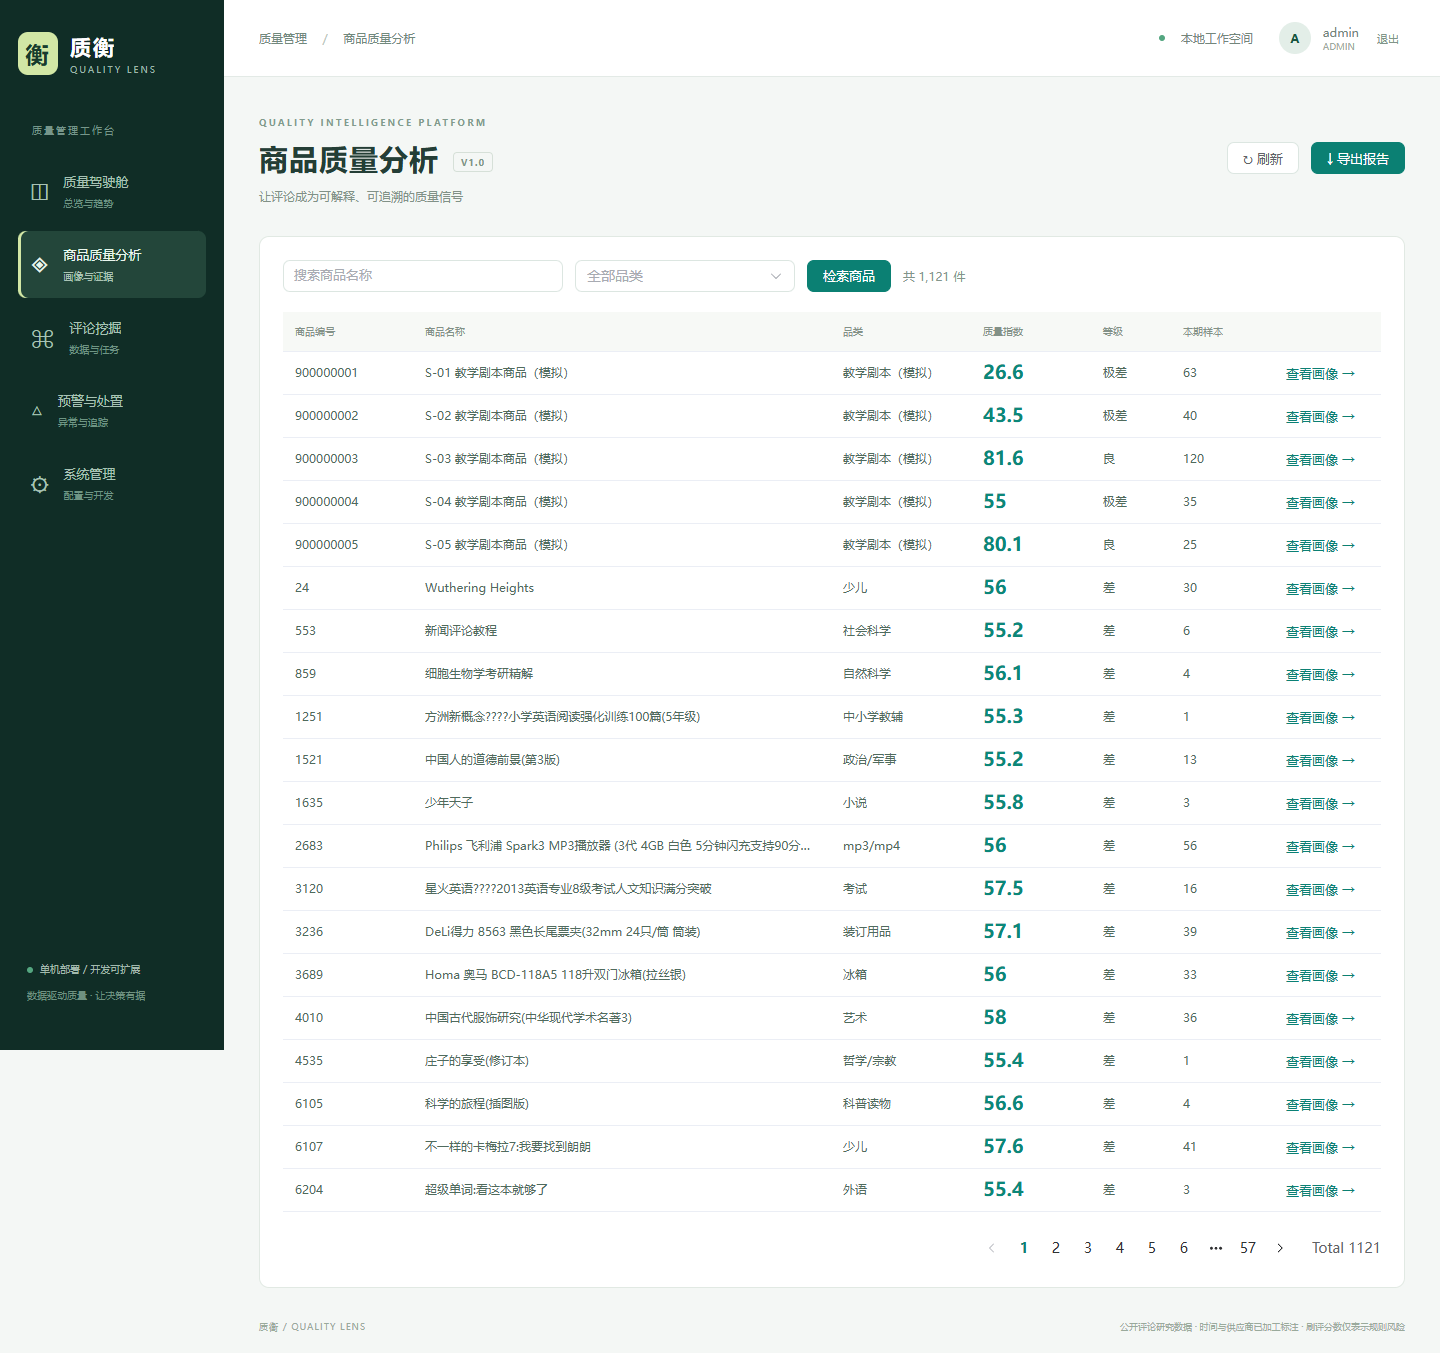 衡 质衡
QUALITY LENS
质量管理工作台
质量驾驶舱
总览与趋势
商品质量分析
画像与证据
评论挖掘
数据与任务
预警与处置
异常与追踪
系统管理
配置与开发
单机部署 / 开发可扩展
数据驱动质量 · 让决策有据
质量管理 / 商品质量分析
本地工作空间 A admin ADMIN 退出
QUALITY INTELLIGENCE PLATFORM
商品质量分析 V1.0
让评论成为可解释、可追溯的质量信号
↻ 刷新 ↓ 导出报告
搜索商品名称 全部品类 检索商品 共 1,121 件
商品编号 商品名称 品类 质量指数 等级 本期样本
900000001 S-01 教学剧本商品（模拟） 教学剧本（模拟） 26.6 极差 63 查看画像 →
900000002 S-02 教学剧本商品（模拟） 教学剧本（模拟） 43.5 极差 40 查看画像 →
900000003 S-03 教学剧本商品（模拟） 教学剧本（模拟） 81.6 良 120 查看画像 →
900000004 S-04 教学剧本商品（模拟） 教学剧本（模拟） 55 极差 35 查看画像 →
900000005 S-05 教学剧本商品（模拟） 教学剧本（模拟） 80.1 良 25 查看画像 →
24 Wuthering Heights 少儿 56 差 30 查看画像 →
553 新闻评论教程 社会科学 55.2 差 6 查看画像 →
859 细胞生物学考研精解 自然科学 56.1 差 4 查看画像 →
1251 方洲新概念????小学英语阅读强化训练100篇(5年级) 中小学教辅 55.3 差 1 查看画像 →
1521 中国人的道德前景(第3版) 政治/军事 55.2 差 13 查看画像 →
1635 少年天子 小说 55.8 差 3 查看画像 →
2683 Philips 飞利浦 Spark3 MP3播放器 (3代 4GB 白色 5分钟闪充支持90分... mp3/mp4 56 差 56 查看画像 →
3120 星火英语????2013英语专业8级考试人文知识满分突破 考试 57.5 差 16 查看画像 →
3236 DeLi得力 8563 黑色长尾票夹(32mm 24只/筒 筒装) 装订用品 57.1 差 39 查看画像 →
3689 Homa 奥马 BCD-118A5 118升双门冰箱(拉丝银) 冰箱 56 差 33 查看画像 →
4010 中国古代服饰研究(中华现代学术名著3) 艺术 58 差 36 查看画像 →
4535 庄子的享受(修订本) 哲学/宗教 55.4 差 1 查看画像 →
6105 科学的旅程(插图版) 科普读物 56.6 差 4 查看画像 →
6107 不一样的卡梅拉7:我要找到朗朗 少儿 57.6 差 41 查看画像 →
6204 超级单词:看这本就够了 外语 55.4 差 3 查看画像 →
1 2 3 4 5 6 ••• 57 Total 1121
质衡 / QUALITY LENS
公开评论研究数据 · 时间与供应商已加工标注 · 刷评分数仅表示规则风险